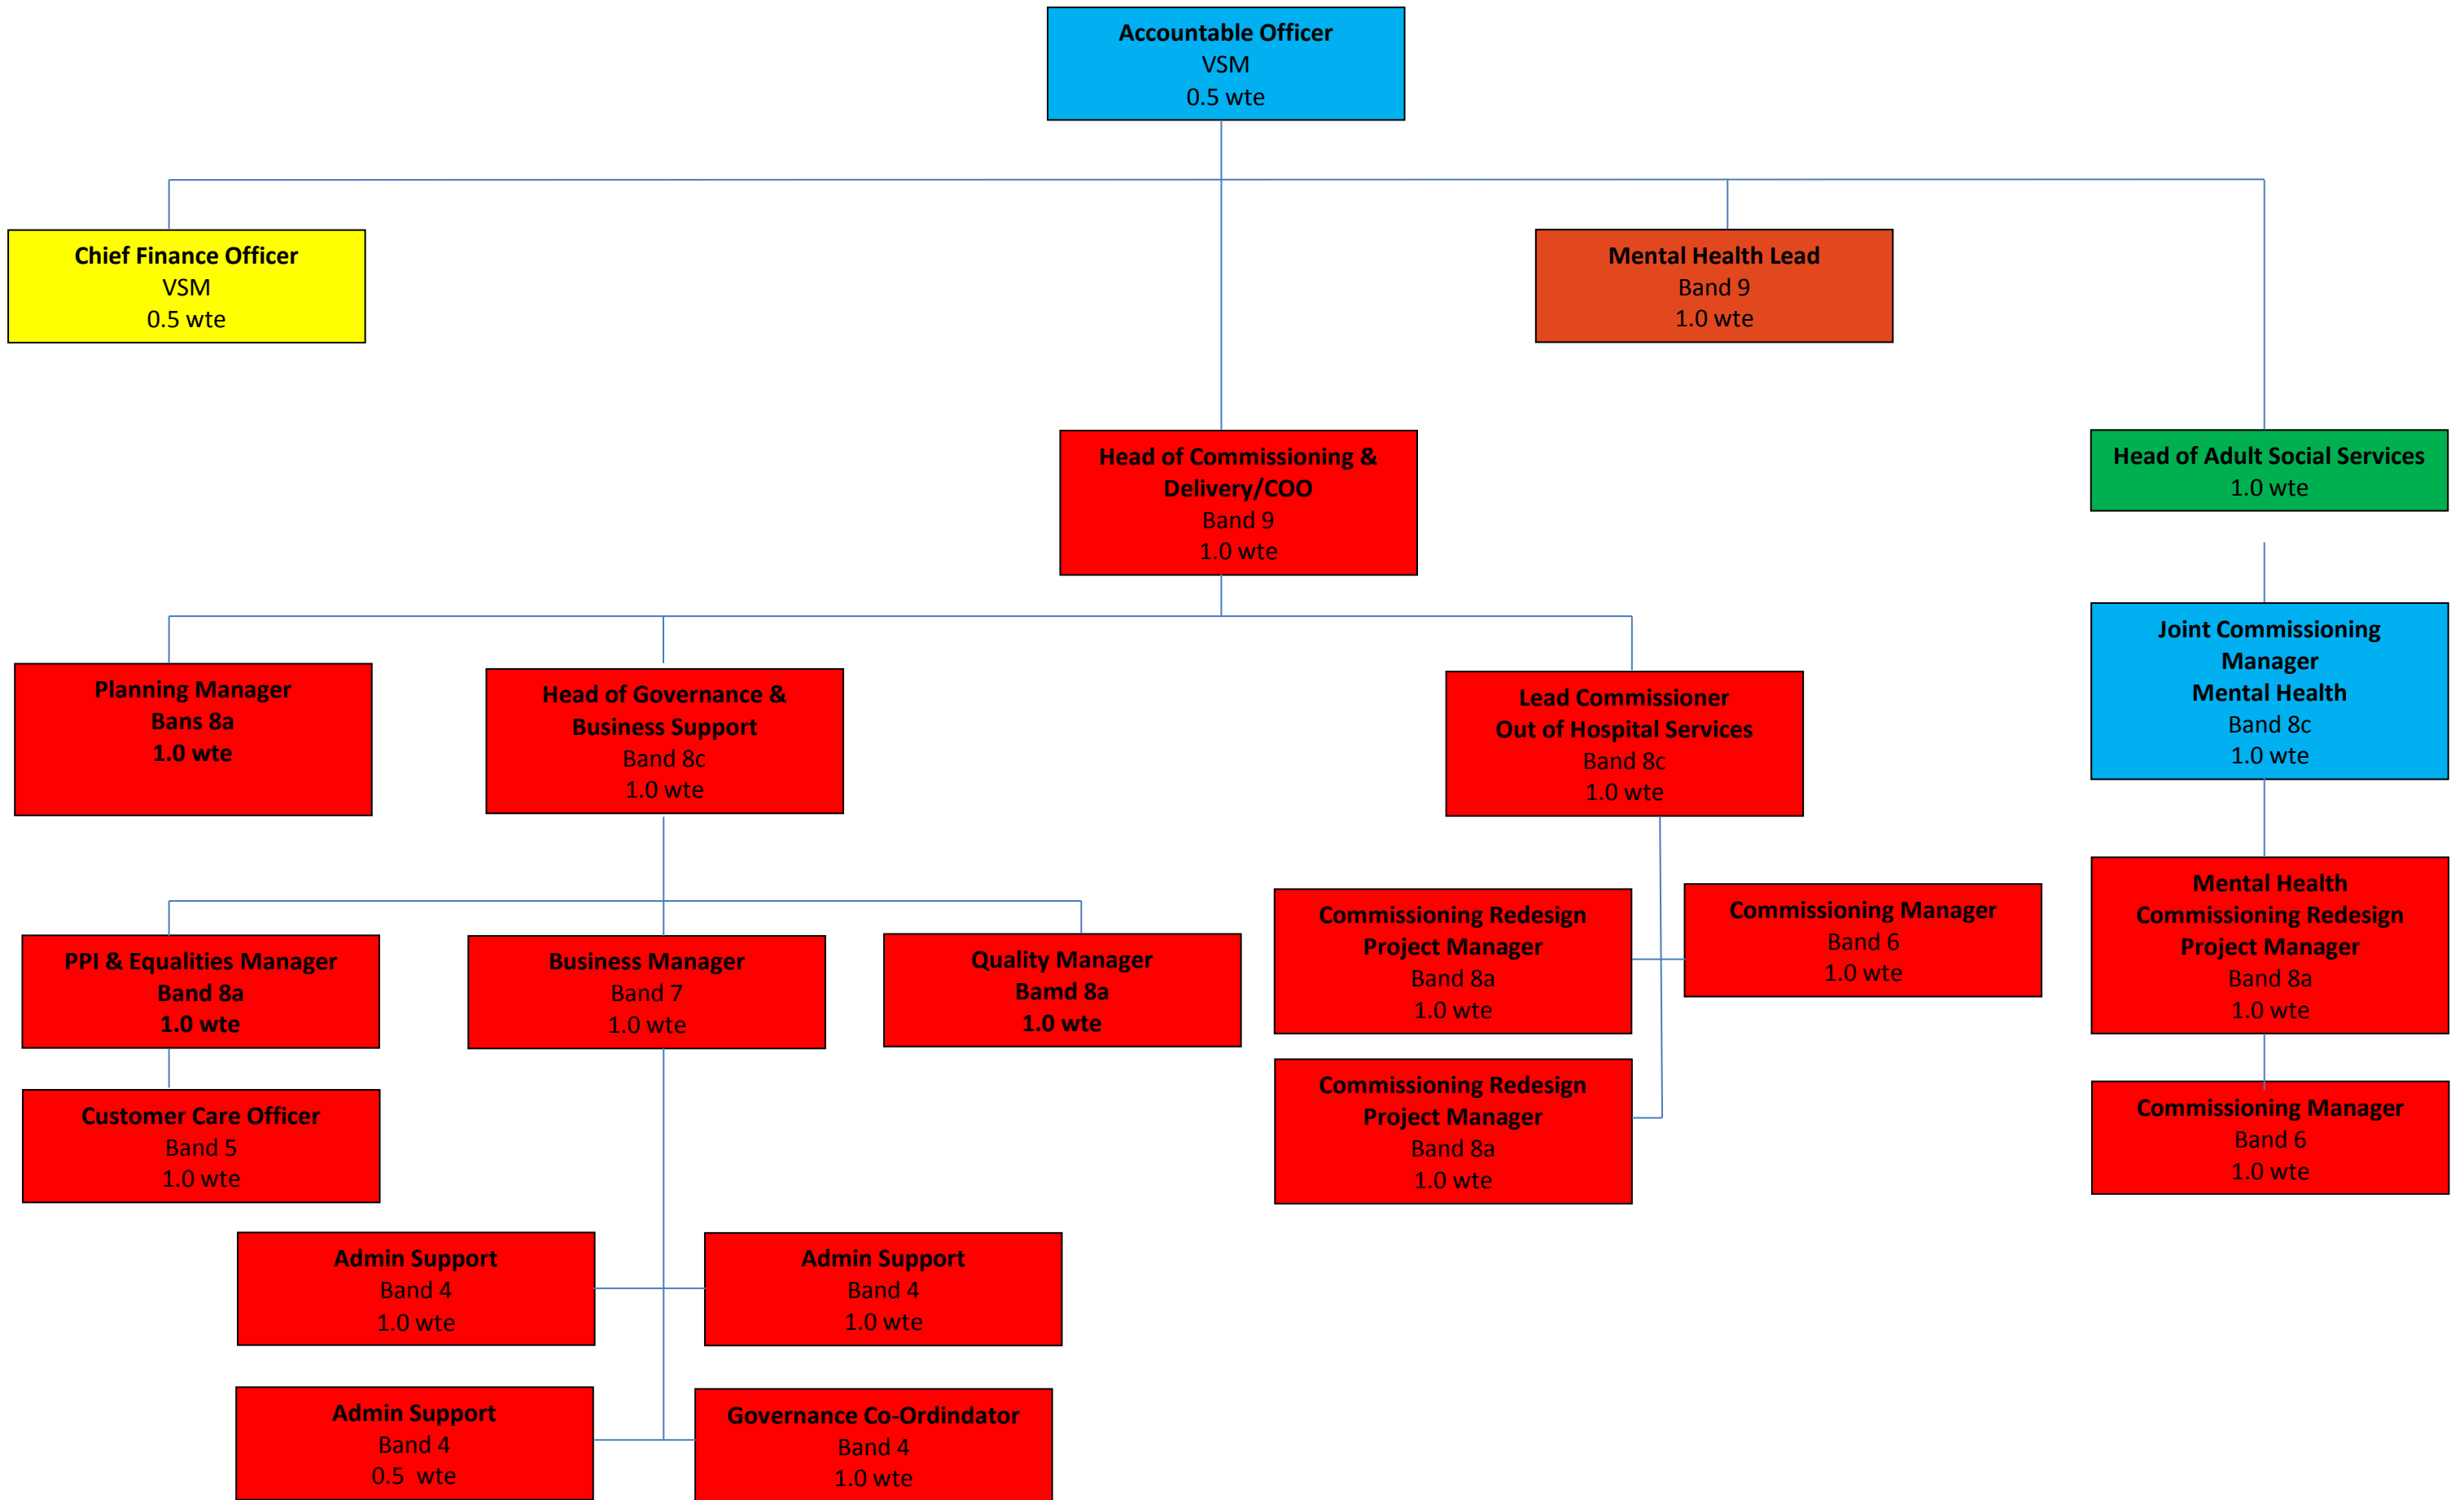 Accountable Officer
VSM
0.5 wte
Chief Finance Officer
VSM
0.5 wte
Mental Health Lead
Band 9
1.0 wte
Head of Commissioning &
Delivery/COO
Band 9
1.0 wte
Head of Adult Social Services
1.0 wte
Planning Manager
Bans 8a
1.0 wte
Head of Governance &
Business Support
Band 8c
1.0 wte
Lead Commissioner
Out of Hospital Services
Band 8c
1.0 wte
Joint Commissioning
Manager
Mental Health
Band 8c
1.0 wte
PPI & Equalities Manager
Band 8a
1.0 wte
Business Manager
Band 7
1.0 wte
Quality Manager
Bamd 8a
1.0 wte
Commissioning Redesign
Project Manager
Band 8a
1.0 wte
Commissioning Manager
Band 6
1.0 wte
Mental Health
Commissioning Redesign
Project Manager
Band 8a
1.0 wte
Customer Care Officer
Band 5
1.0 wte
Commissioning Redesign
Project Manager
Band 8a
1.0 wte
Commissioning Manager
Band 6
1.0 wte
Admin Support
Band 4
1.0 wte
Admin Support
Band 4
1.0 wte
Admin Support
Band 4
0.5  wte
Governance Co-Ordindator
Band 4
1.0 wte